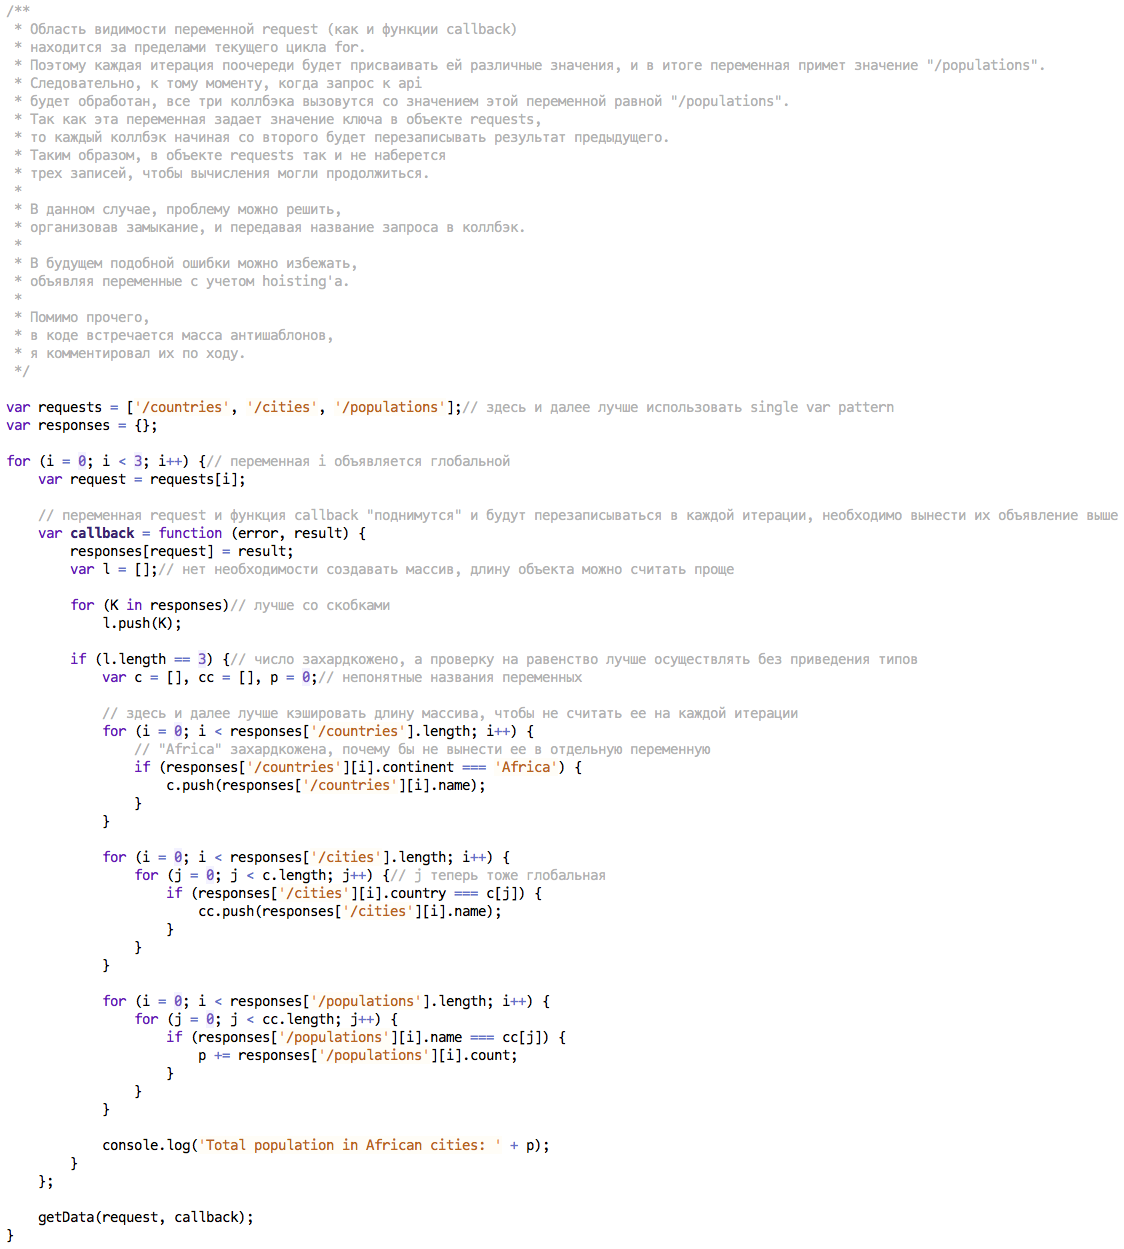 /**
 * Область видимости переменной request (как и функции callback)
 * находится за пределами текущего цикла for.
 * Поэтому каждая итерация поочереди будет присваивать ей различные значения, и в итоге переменная примет значение "/populations".
 * Следовательно, к тому моменту, когда запрос к api
 * будет обработан, все три коллбэка вызовутся со значением этой переменной равной "/populations".
 * Так как эта переменная задает значение ключа в объекте requests,
 * то каждый коллбэк начиная со второго будет перезаписывать результат предыдущего.
 * Таким образом, в объекте requests так и не наберется
 * трех записей, чтобы вычисления могли продолжиться.
 *
 * В данном случае, проблему можно решить,
 * организовав замыкание, и передавая название запроса в коллбэк.
 *
 * В будущем подобной ошибки можно избежать,
 * объявляя переменные с учетом hoisting'а.
 *
 * Помимо прочего,
 * в коде встречается масса антишаблонов,
 * я комментировал их по ходу.
 */

var requests = ['/countries', '/cities', '/populations'];// здесь и далее лучше использовать single var pattern
var responses = {};

for (i = 0; i < 3; i++) {// переменная i объявляется глобальной
    var request = requests[i];

    // переменная request и функция callback "поднимутся" и будут перезаписываться в каждой итерации, необходимо вынести их объявление выше
    var callback = function (error, result) {
        responses[request] = result;
        var l = [];// нет необходимости создавать массив, длину объекта можно считать проще

        for (K in responses)// лучше со скобками
            l.push(K);

        if (l.length == 3) {// число захардкожено, а проверку на равенство лучше осуществлять без приведения типов
            var c = [], cc = [], p = 0;// непонятные названия переменных

            // здесь и далее лучше кэшировать длину массива, чтобы не считать ее на каждой итерации
            for (i = 0; i < responses['/countries'].length; i++) {
                // "Africa" захардкожена, почему бы не вынести ее в отдельную переменную
                if (responses['/countries'][i].continent === 'Africa') {
                    c.push(responses['/countries'][i].name);
                }
            }

            for (i = 0; i < responses['/cities'].length; i++) {
                for (j = 0; j < c.length; j++) {// j теперь тоже глобальная
                    if (responses['/cities'][i].country === c[j]) {
                        cc.push(responses['/cities'][i].name);
                    }
                }
            }

            for (i = 0; i < responses['/populations'].length; i++) {
                for (j = 0; j < cc.length; j++) {
                    if (responses['/populations'][i].name === cc[j]) {
                        p += responses['/populations'][i].count;
                    }
                }
            }

            console.log('Total population in African cities: ' + p);
        }
    };

    getData(request, callback);
}